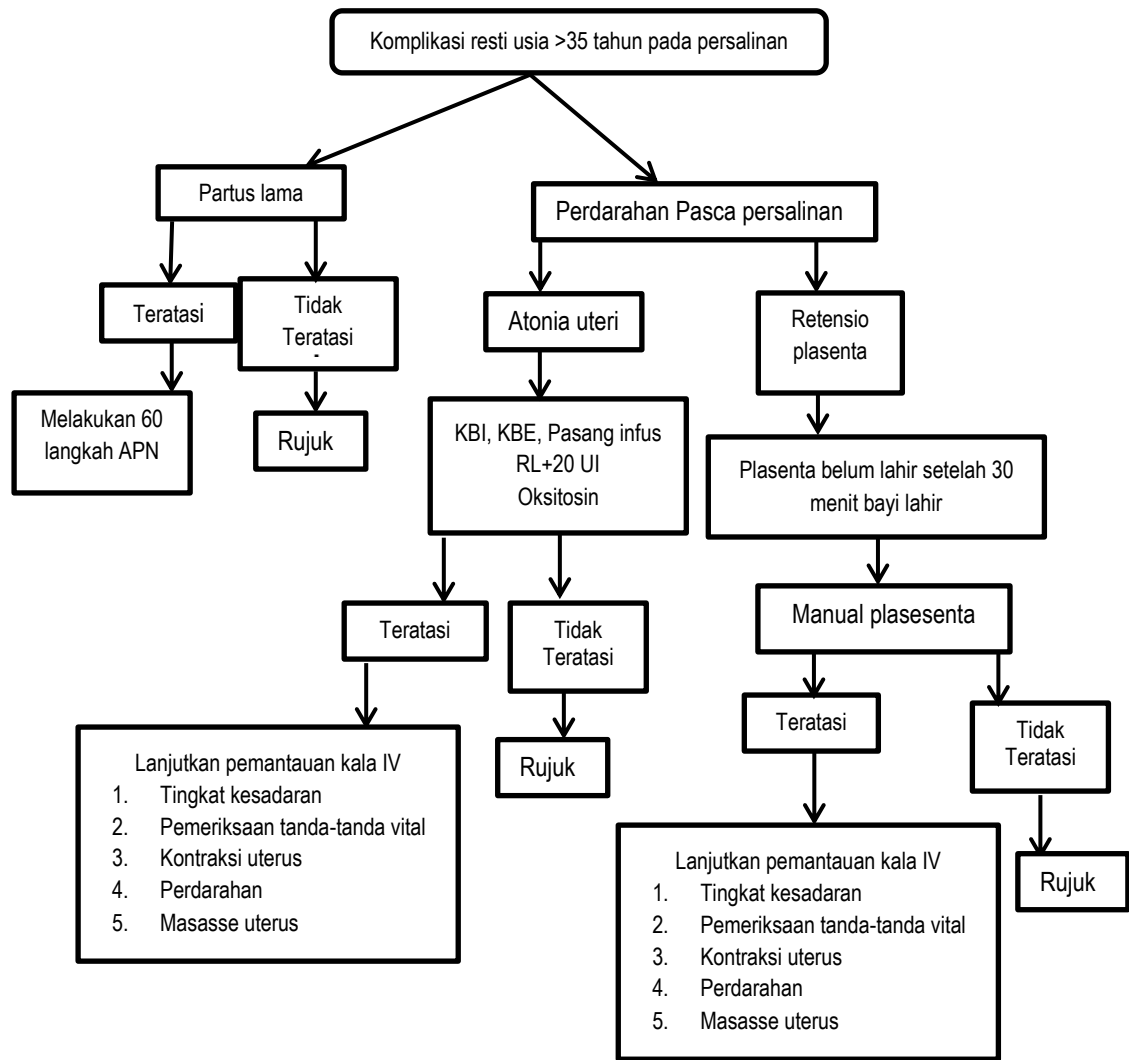 Komplikasi resti usia >35 tahun pada persalinan
Partus lama
Perdarahan Pasca persalinan
Teratasi
Tidak
Teratasi
-
Atonia uteri
Retensio
plasenta
Melakukan 60
langkah APN
Rujuk
KBI, KBE, Pasang infus
RL+20 UI
Oksitosin
Plasenta belum lahir setelah 30
menit bayi lahir
Teratasi
Tidak
Teratasi
Manual plasesenta
Teratasi
Tidak
Teratasi
Rujuk
Lanjutkan pemantauan kala IV
1. Tingkat kesadaran
2. Pemeriksaan tanda-tanda vital
3. Kontraksi uterus
4. Perdarahan
5. Masasse uterus
Lanjutkan pemantauan kala IV
1. Tingkat kesadaran
2. Pemeriksaan tanda-tanda vital
3. Kontraksi uterus
4. Perdarahan
5. Masasse uterus
Rujuk